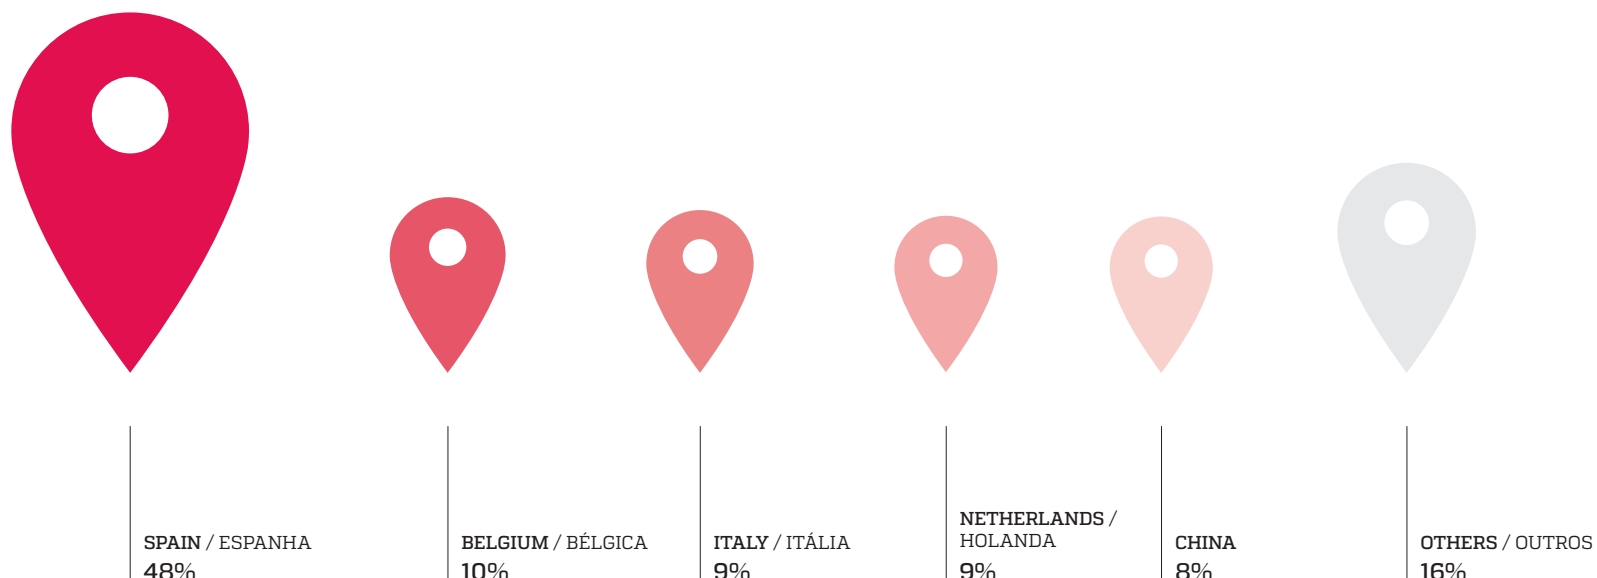 SPAIN / ESPANHA
48%
BELGIUM / BÉLGICA
10%
ITALY / ITÁLIA
9%
NETHERLANDS /
HOLANDA
9%
CHINA
8%
OTHERS / OUTROS
16%